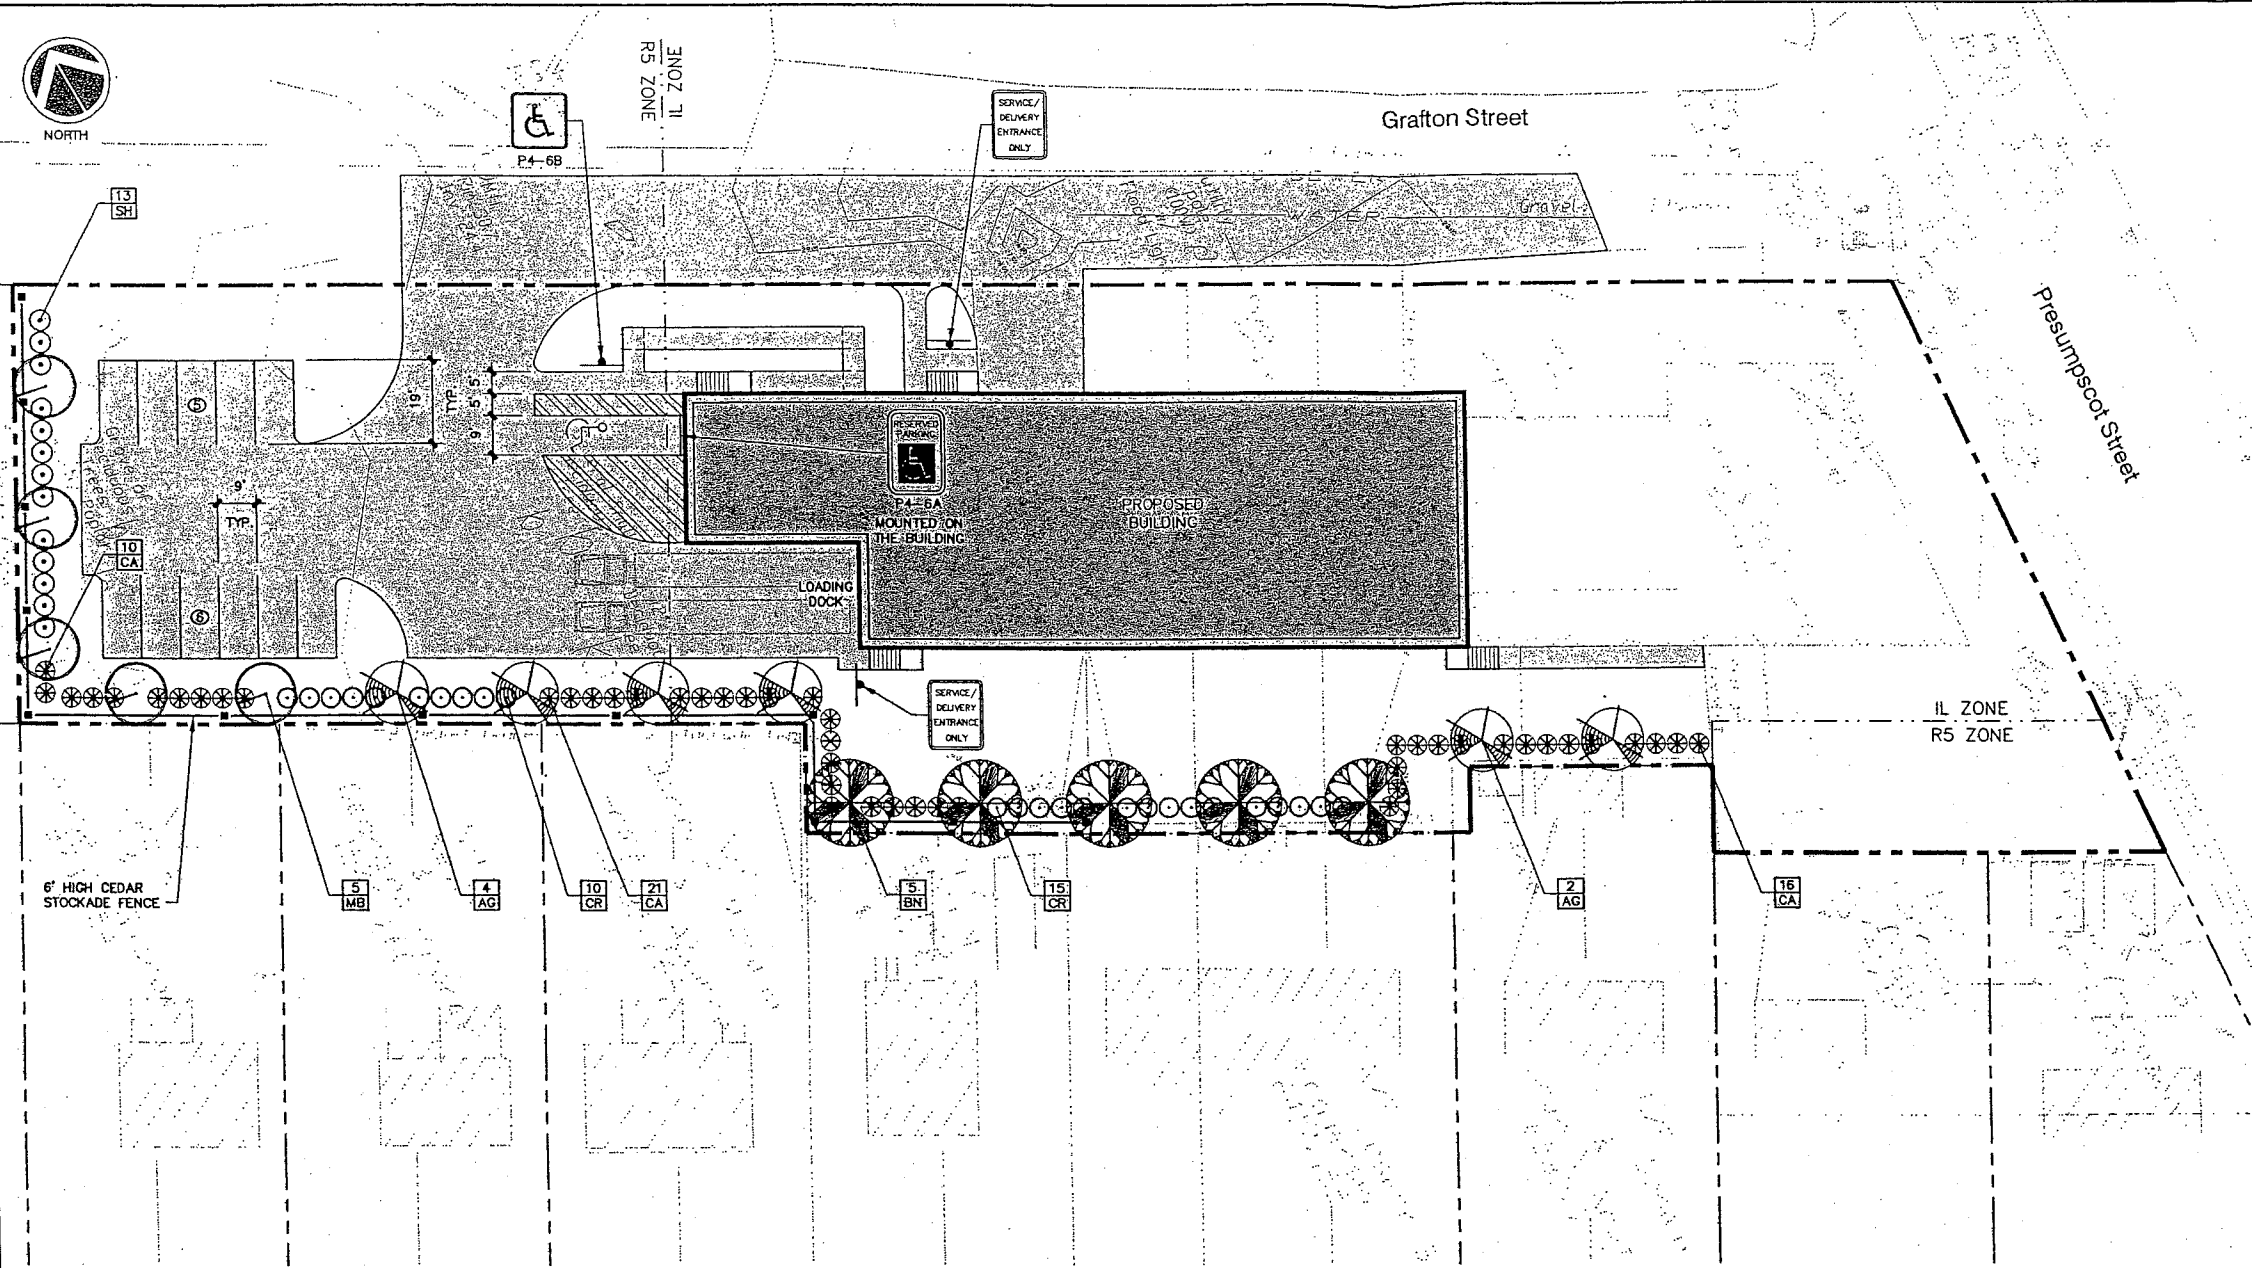 NORTH
IL ZONE
R5 ZONE
P4-6B
SERVICE/
DELIVERY
ENTRANCE
ONLY
Grafton Street
13
SH
WATER
Gravel
Presumpscot Street
19'
TYP.
5'
5'
9
5
RESERVED
PARKING
P4-6A
MOUNTED ON
THE BUILDING
PROPOSED
BUILDING
9'
TYP.
10
CA
6
LOADING
DOCK
SERVICE/
DELIVERY
ENTRANCE
ONLY
IL ZONE
R5 ZONE
6' HIGH CEDAR
STOCKADE FENCE
5
MB
4
AG
10
CR
21
CA
5
BN
15
CR
2
AG
16
CA